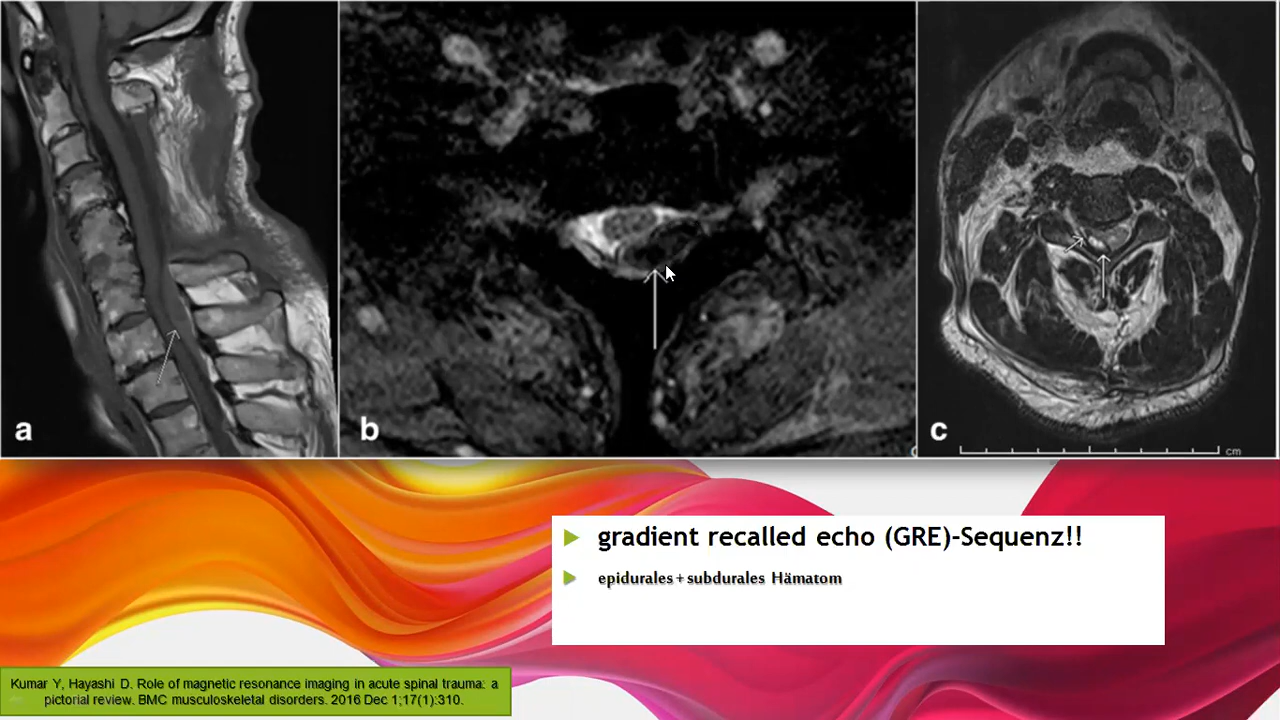 a
b
c
cm
gradient recalled echo (GRE)-Sequenz!!
epidurales + subdurales Hämatom
Kumar Y, Hayashi D. Role of magnetic resonance imaging in acute spinal trauma: a
pictorial review. BMC musculoskeletal disorders. 2016 Dec 1;17(1):310.